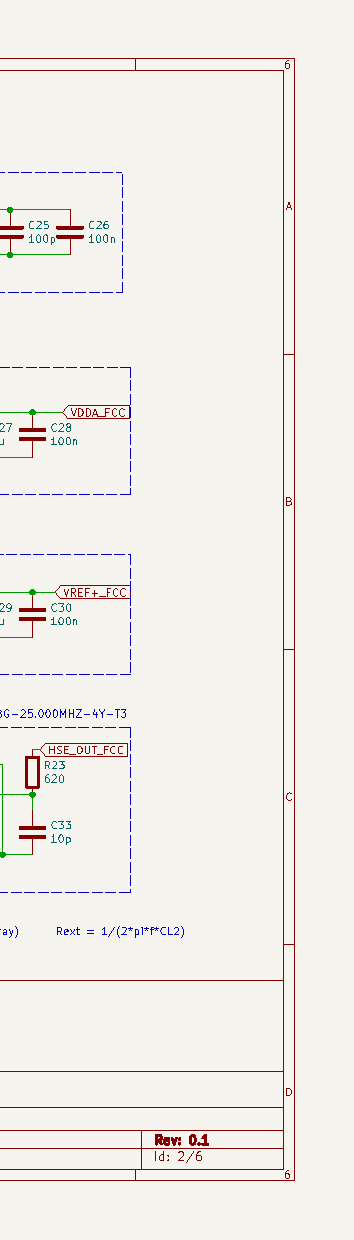 6
A
C25
100p
C26
100n
VDDA_FCC
27
C28
u
100n
B
VREF+_FCC
29
C30
100n
3G-25.000MHZ-4Y-T3
HSE_OUT_FCC
R23
620
C
C33
10p
ray)
Rext = 1/(2*pi*f*CL2)
D
Rev: 0.1
Id: 2/6
6